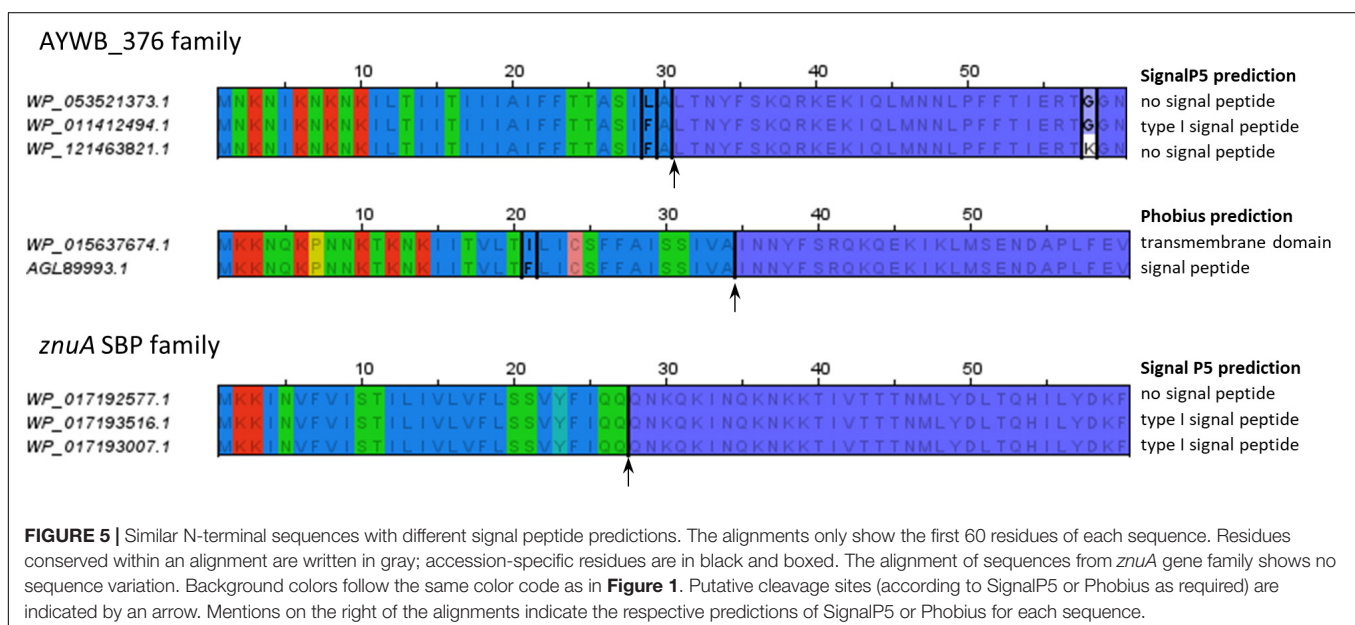 AYWB_376 family
10 20 30 40 50 SignalP5 prediction
WP_053521373.1 MNKNIKNKNKILTIITIIIAIFFTTASILALTNYFSKQRKEKIQLMNNLPFFTIERTGGN no signal peptide
WP_011412494.1 MNKNIKNKNKILTIITIIIAIFFTTASIFALTNYFSKQRKEKIQLMNNLPFFTIERTGGN type I signal peptide
WP_121463821.1 MNKNIKNKNKILTIITIIIAIFFTTASIFALTNYFSKQRKEKIQLMNNLPFFTIERTKGN no signal peptide
10 20 30 40 50 Phobius prediction
WP_015637674.1 MKKNQKPNNKTKNKIITVLTILICSFFAISSIVAINNYFSRQKQEKIKLMSENDAPLFEV transmembrane domain
AGL89993.1 MKKNQKPNNKTKNKIITVLTFLICSFFAISSIVAINNYFSRQKQEKIKLMSENDAPLFEV signal peptide
znuA SBP family
10 20 30 40 50 Signal P5 prediction
WP_017192577.1 MKKINVFVISTILIVLVFLSSVYFIQQQNKQKINQKNKKTIVTTTNMLYDLTQHILYDKF no signal peptide
WP_017193516.1 MKKINVFVISTILIVLVFLSSVYFIQQQNKQKINQKNKKTIVTTTNMLYDLTQHILYDKF type I signal peptide
WP_017193007.1 MKKINVFVISTILIVLVFLSSVYFIQQQNKQKINQKNKKTIVTTTNMLYDLTQHILYDKF type I signal peptide
FIGURE 5 | Similar N-terminal sequences with different signal peptide predictions. The alignments only show the first 60 residues of each sequence. Residues
conserved within an alignment are written in gray; accession-specific residues are in black and boxed. The alignment of sequences from znuA gene family shows no
sequence variation. Background colors follow the same color code as in Figure 1. Putative cleavage sites (according to SignalP5 or Phobius as required) are
indicated by an arrow. Mentions on the right of the alignments indicate the respective predictions of SignalP5 or Phobius for each sequence.